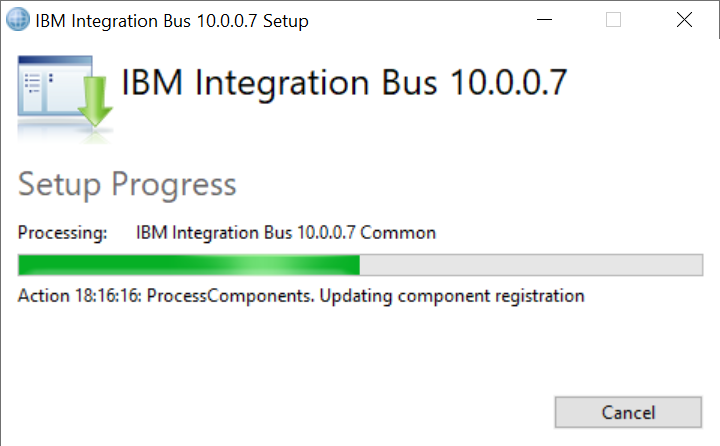 IBM Integration Bus 10.0.0.7 Setup
IBM Integration Bus 10.0.0.7
Setup Progress
Processing: IBM Integration Bus 10.0.0.7 Common
Action 18:16:16: ProcessComponents. Updating component registration
Cancel